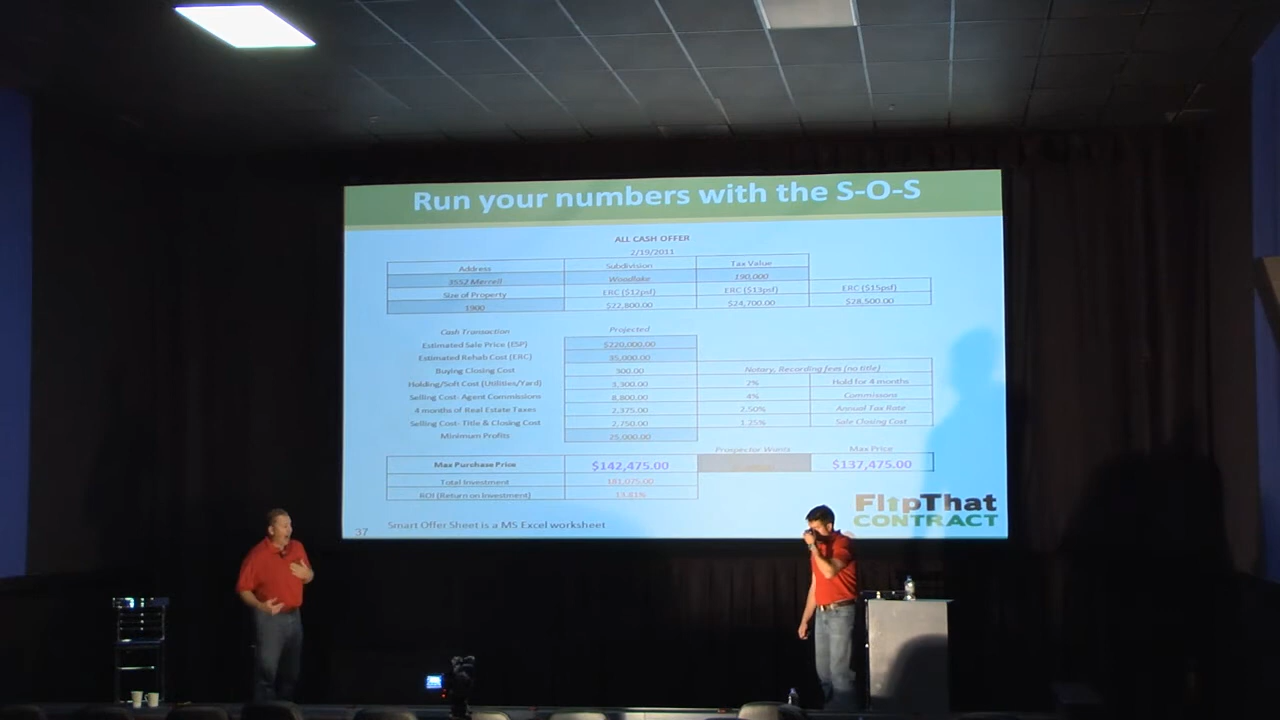 Run your numbers with the S-O-S
ALL CASH OFFER
2/19/2011
Address Subdivision Tax Value
3552 Merrell Woodlake 190,000
Size of Property ERC ($12psf) ERC ($13psf) ERC ($15psf)
1900 $22,800.00 $24,700.00 $28,500.00
Cash Transaction Projected
Estimated Sale Price (ESP) $220,000.00
Estimated Rehab Cost (ERC) 35,000.00
Buying Closing Cost 300.00 Notary, Recording fees (no title)
Holding/Soft Cost (Utilities/Yard) 3,300.00 2% Hold for 4 months
Selling Cost- Agent Commissions 8,800.00 4% Commissions
4 months of Real Estate Taxes 2,375.00 2.50% Annual Tax Rate
Selling Cost- Title & Closing Cost 2,750.00 1.25% Sale Closing Cost
Minimum Profits 25,000.00
Prospector Wants Max Price
Max Purchase Price $142,475.00 $137,475.00
Total Investment 181,075.00
ROI (Return on Investment) 13.81%
FlipThat
CONTRACT
37 Smart Offer Sheet is a MS Excel worksheet